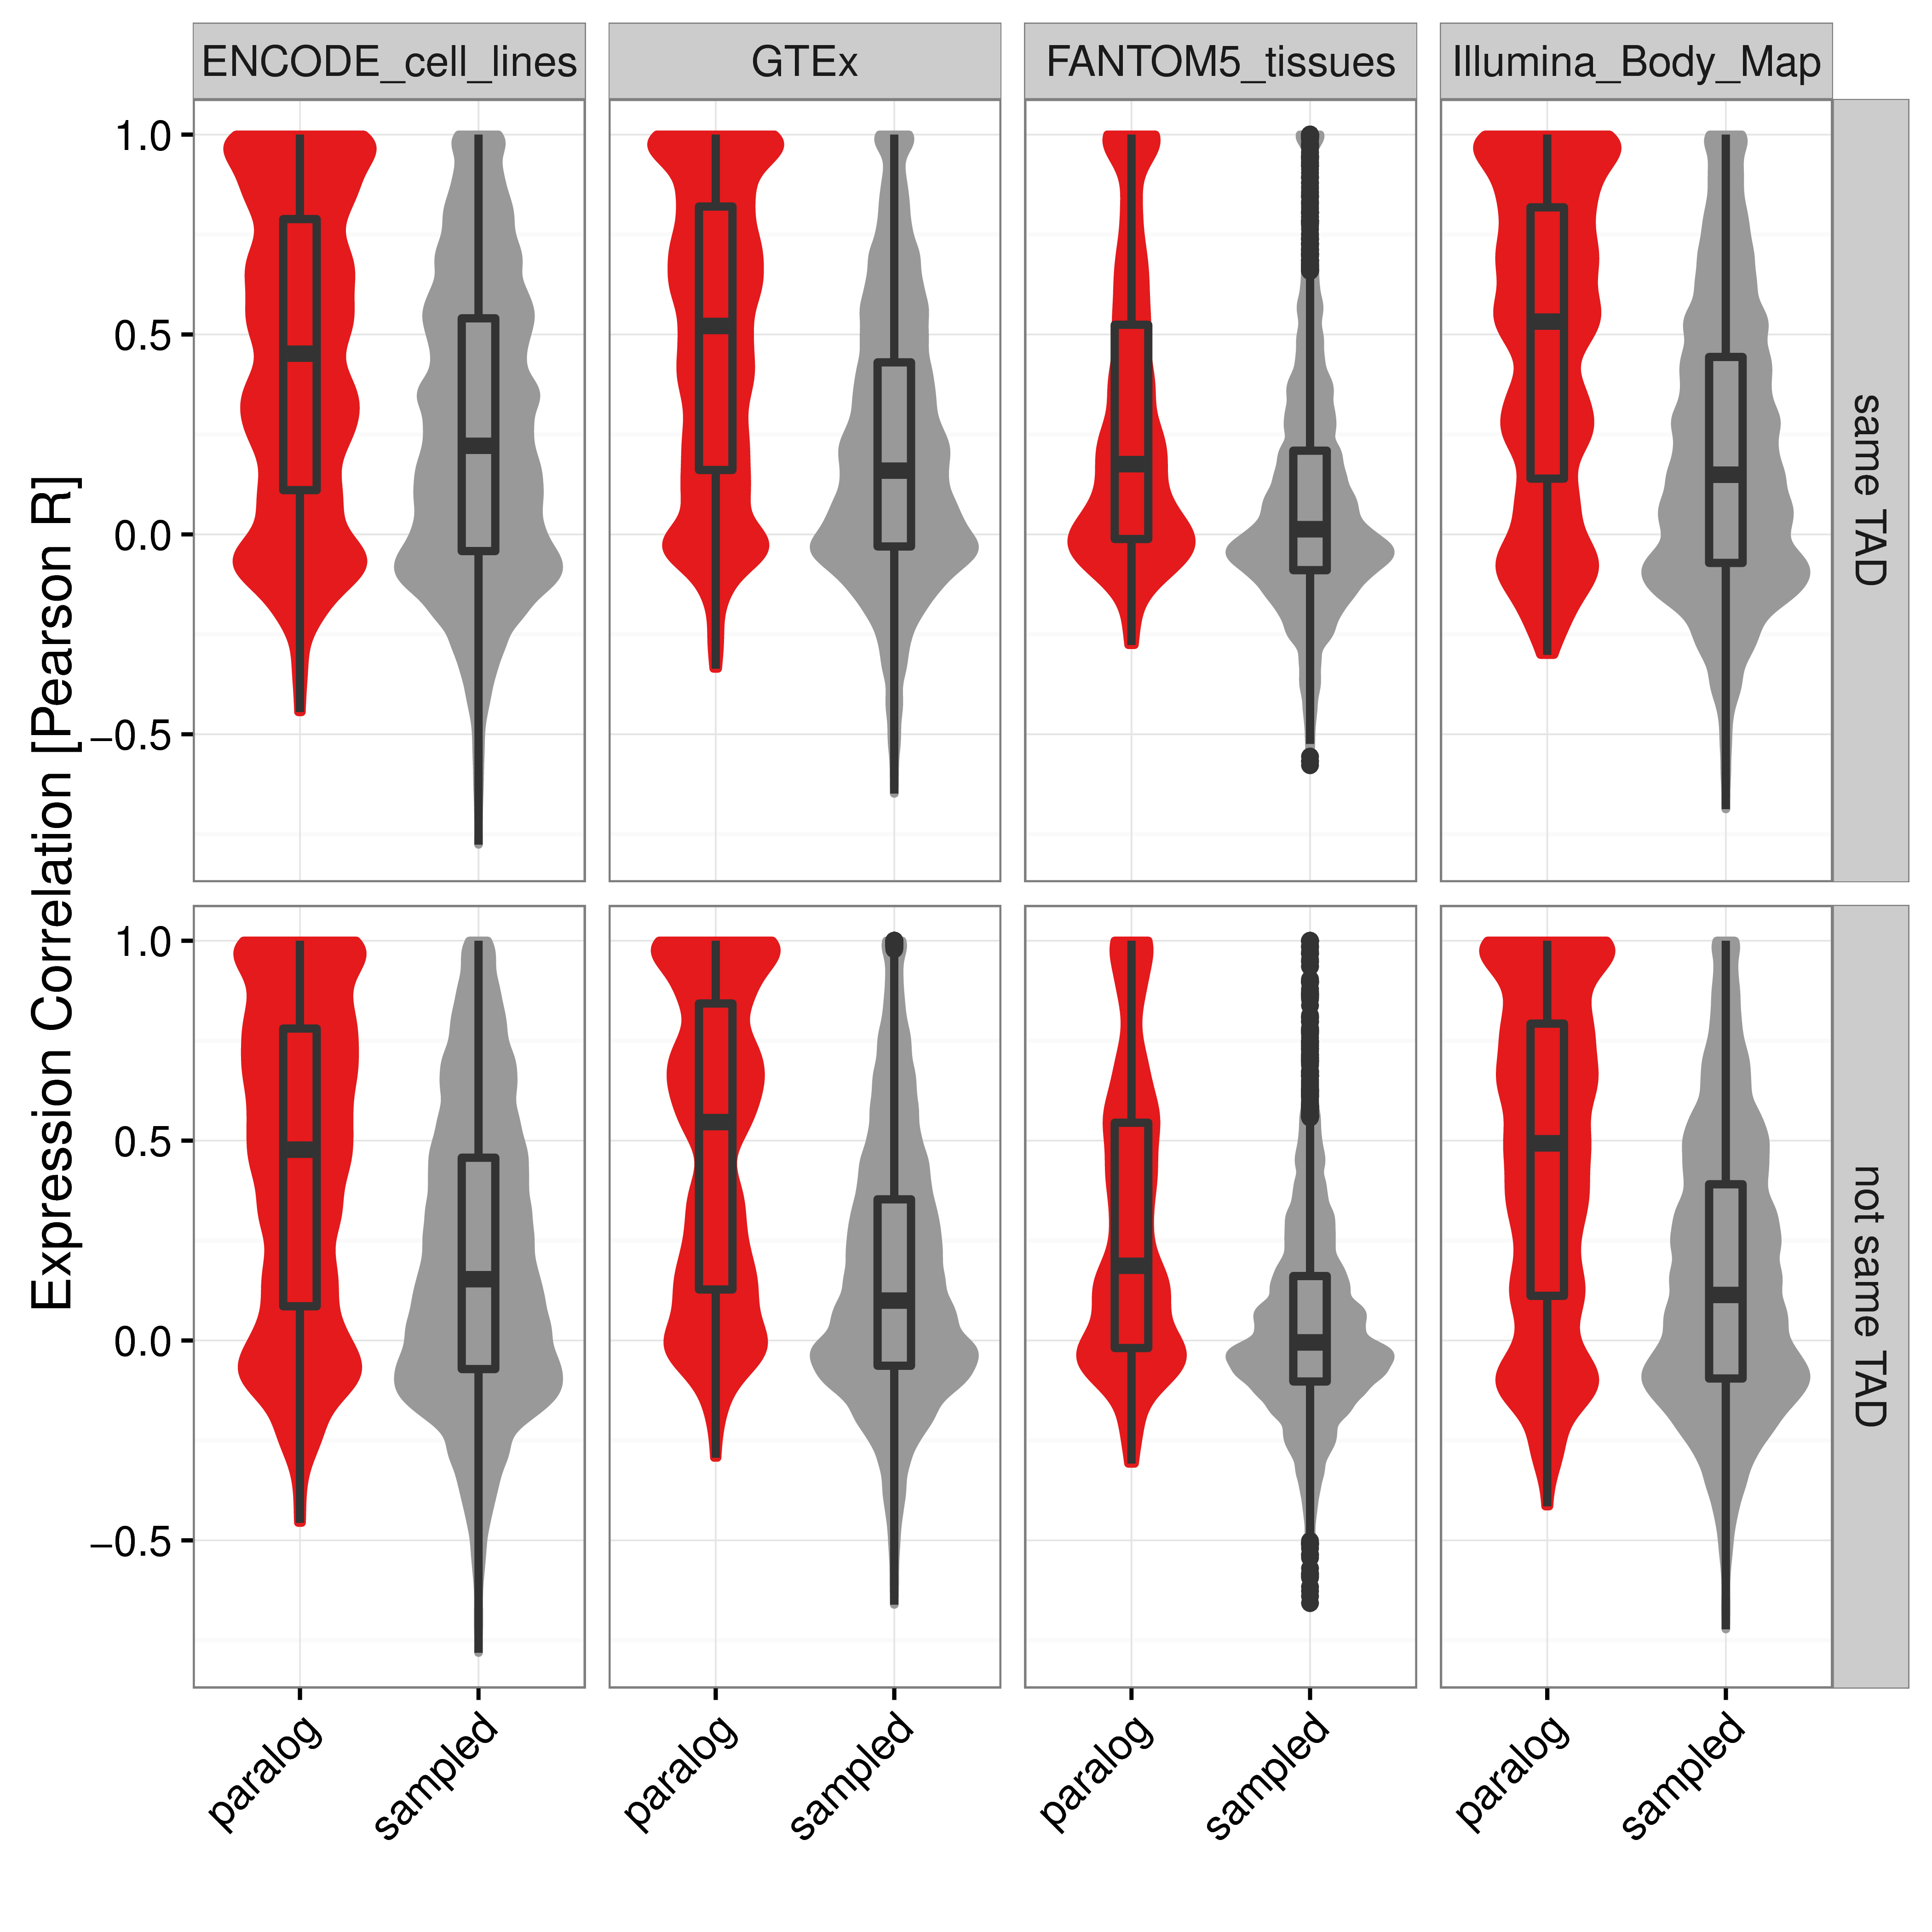 ENCODE_cell_lines GTEx FANTOM5_tissues Illumina_Body_Map
Expression Correlation [Pearson R]
1.0
0.5
0.0
−0.5
same TAD
1.0
0.5
0.0
−0.5
not same TAD
paralog sampled paralog sampled paralog sampled paralog sampled